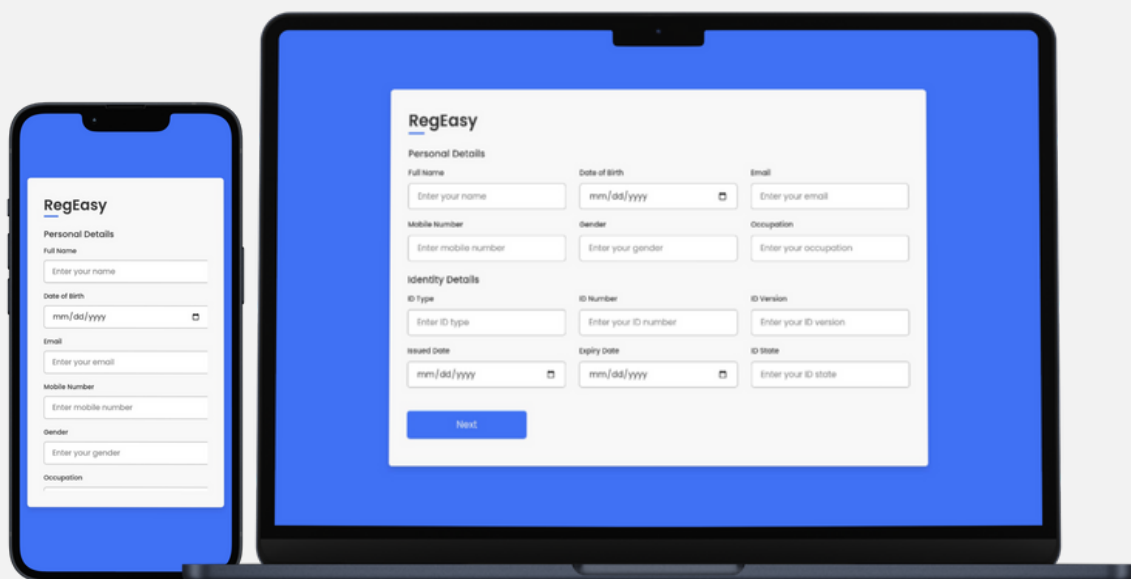 RegEasy
Personal Details
Full Name
Enter your name
Date of Birth
mm/dd/yyyy
Email
Enter your email
Mobile Number
Enter mobile number
Gender
Enter your gender
Occupation
RegEasy
Personal Details
Full Name Date of Birth Email
Enter your name mm/dd/yyyy Enter your email
Mobile Number Gender Occupation
Enter mobile number Enter your gender Enter your occupation
Identity Details
ID Type ID Number ID Version
Enter ID type Enter your ID number Enter your ID version
Issued Date Expiry Date ID State
mm/dd/yyyy mm/dd/yyyy Enter your ID state
Next